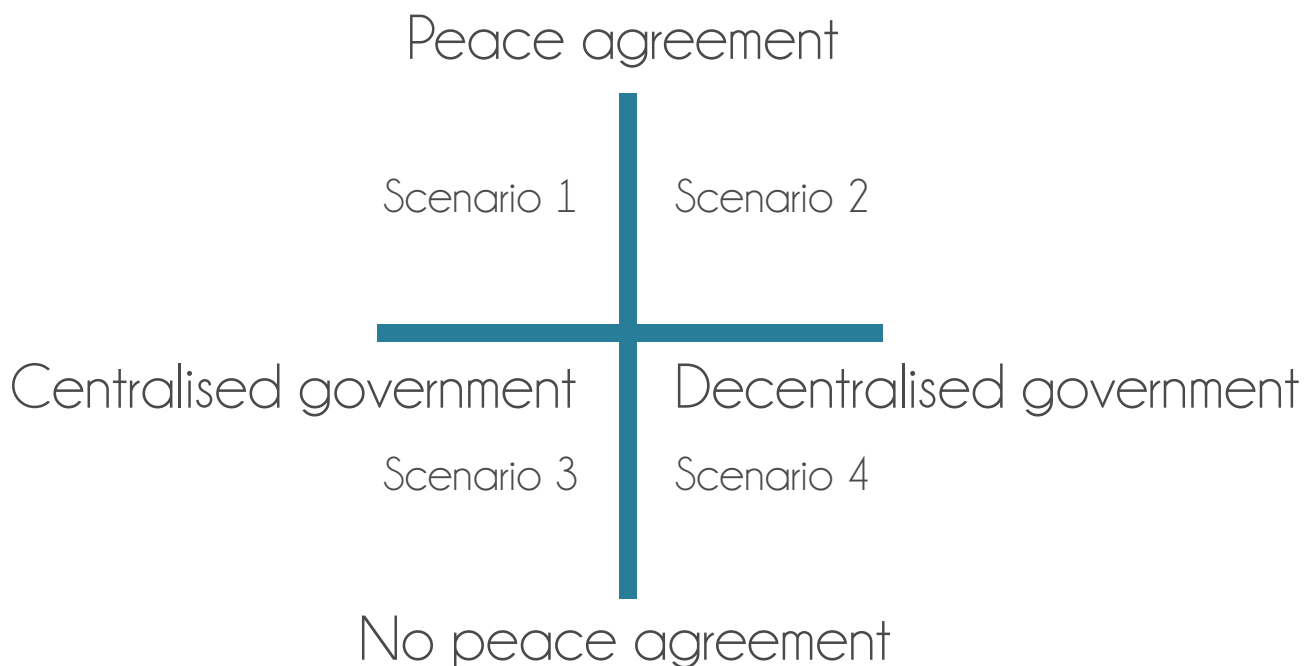 Peace agreement
Scenario 1
Scenario 2
Centralised government
Decentralised government
Scenario 3
Scenario 4
No peace agreement